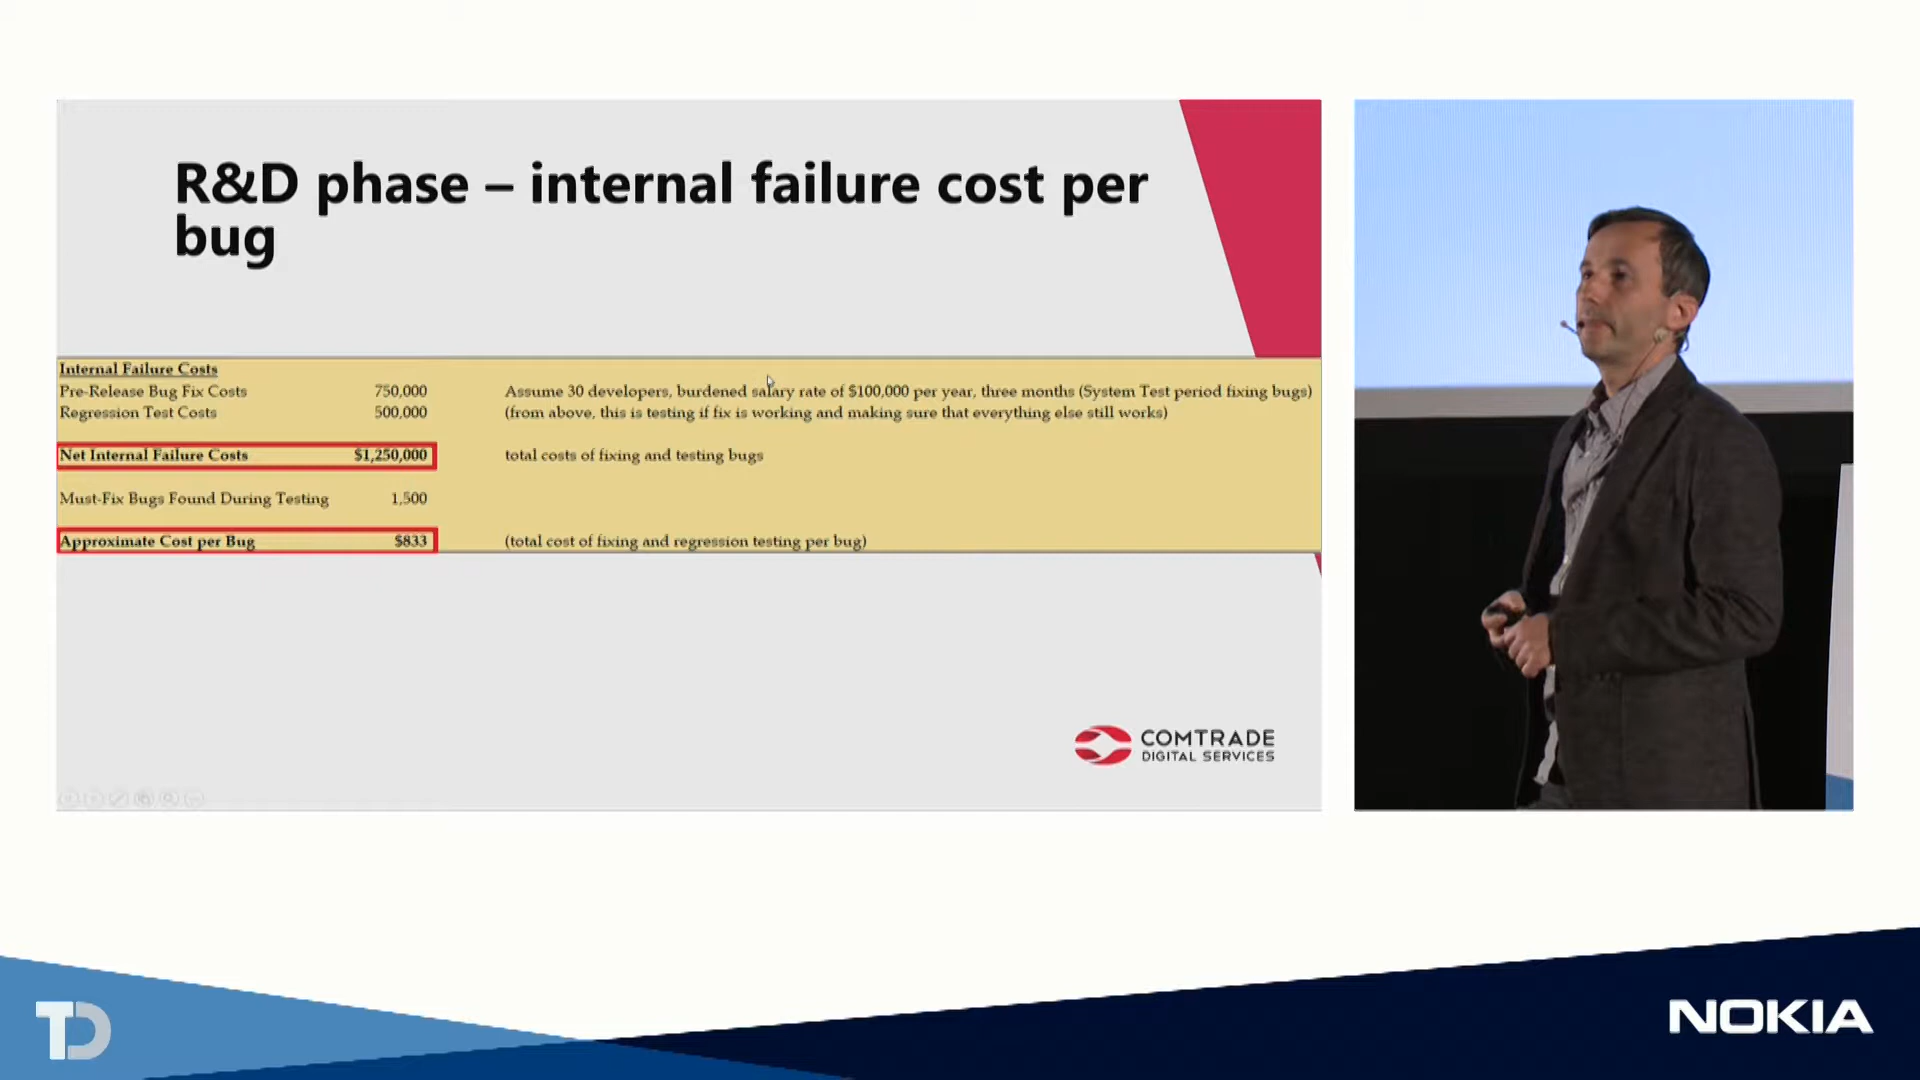 R&D phase – internal failure cost per
bug
Internal Failure Costs
Pre-Release Bug Fix Costs 750,000 Assume 30 developers, burdened salary rate of $100,000 per year, three months (System Test period fixing bugs)
Regression Test Costs 500,000 (from above, this is testing if fix is working and making sure that everything else still works)
Net Internal Failure Costs $1,250,000 total costs of fixing and testing bugs
Must-Fix Bugs Found During Testing 1,500
Approximate Cost per Bug $833 (total cost of fixing and regression testing per bug)
COMTRADE
DIGITAL SERVICES
TD
NOKIA